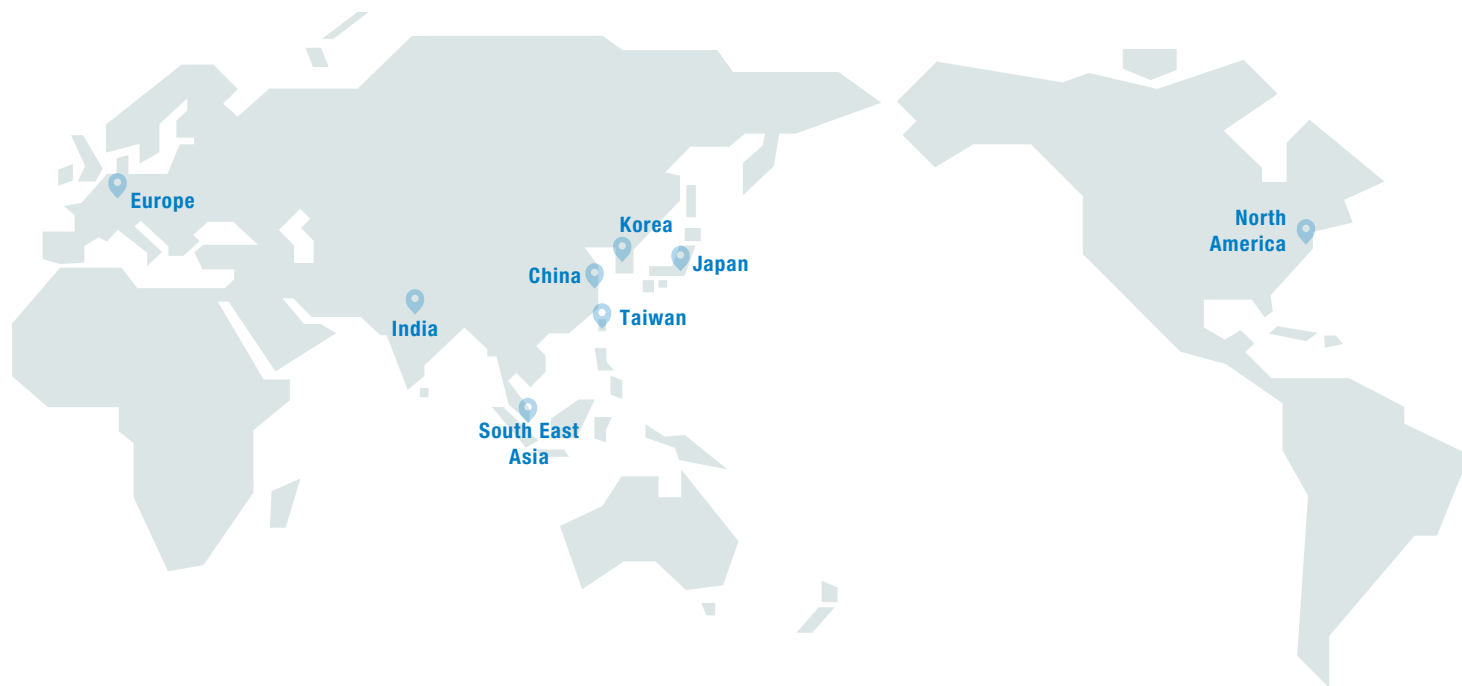 Europe
Korea
Japan
China
Taiwan
India
South East
Asia
North
America